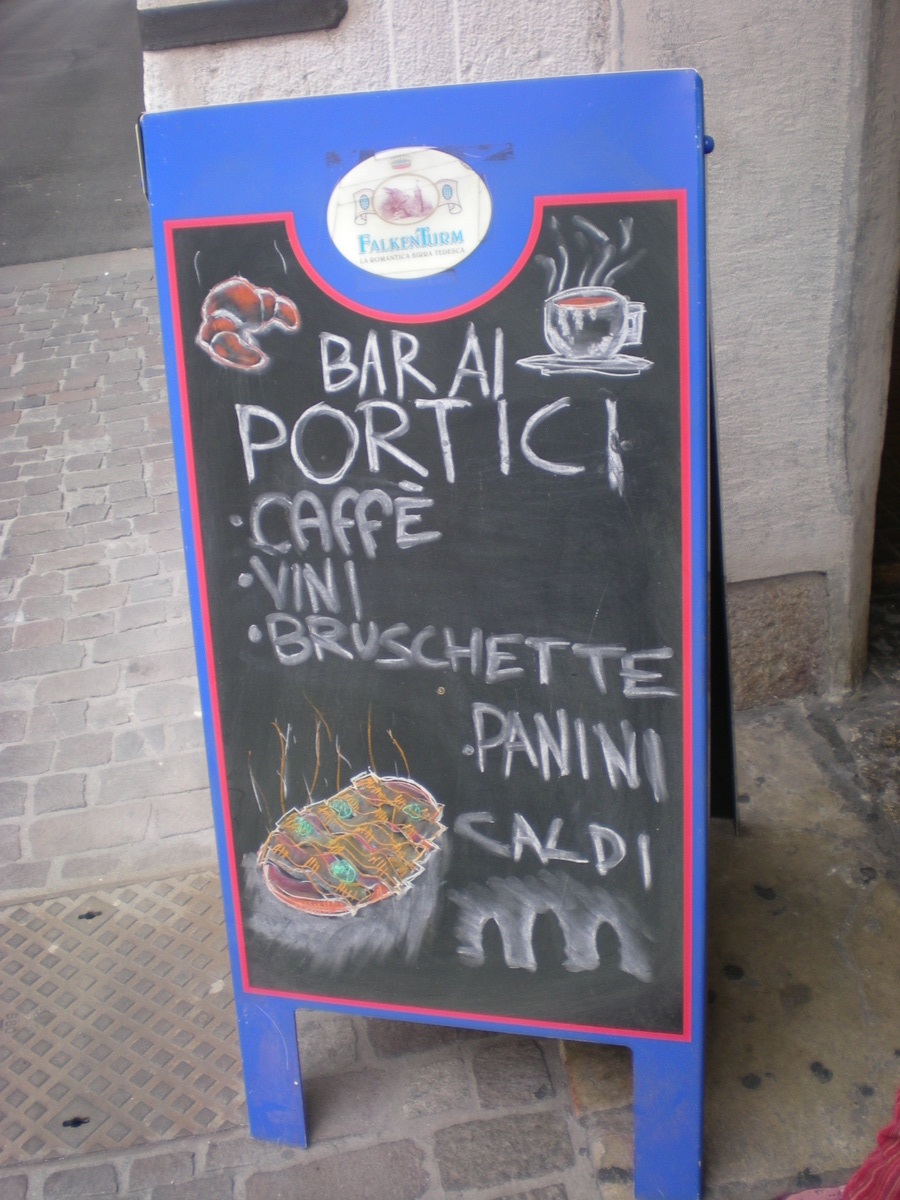 FALKENTURM
LA ROMANTICA BIRRA TEDESCA
BAR AI
PORTICI
·CAFFÈ
·VINI
·BRUSCHETTE
·PANINI
CALDI